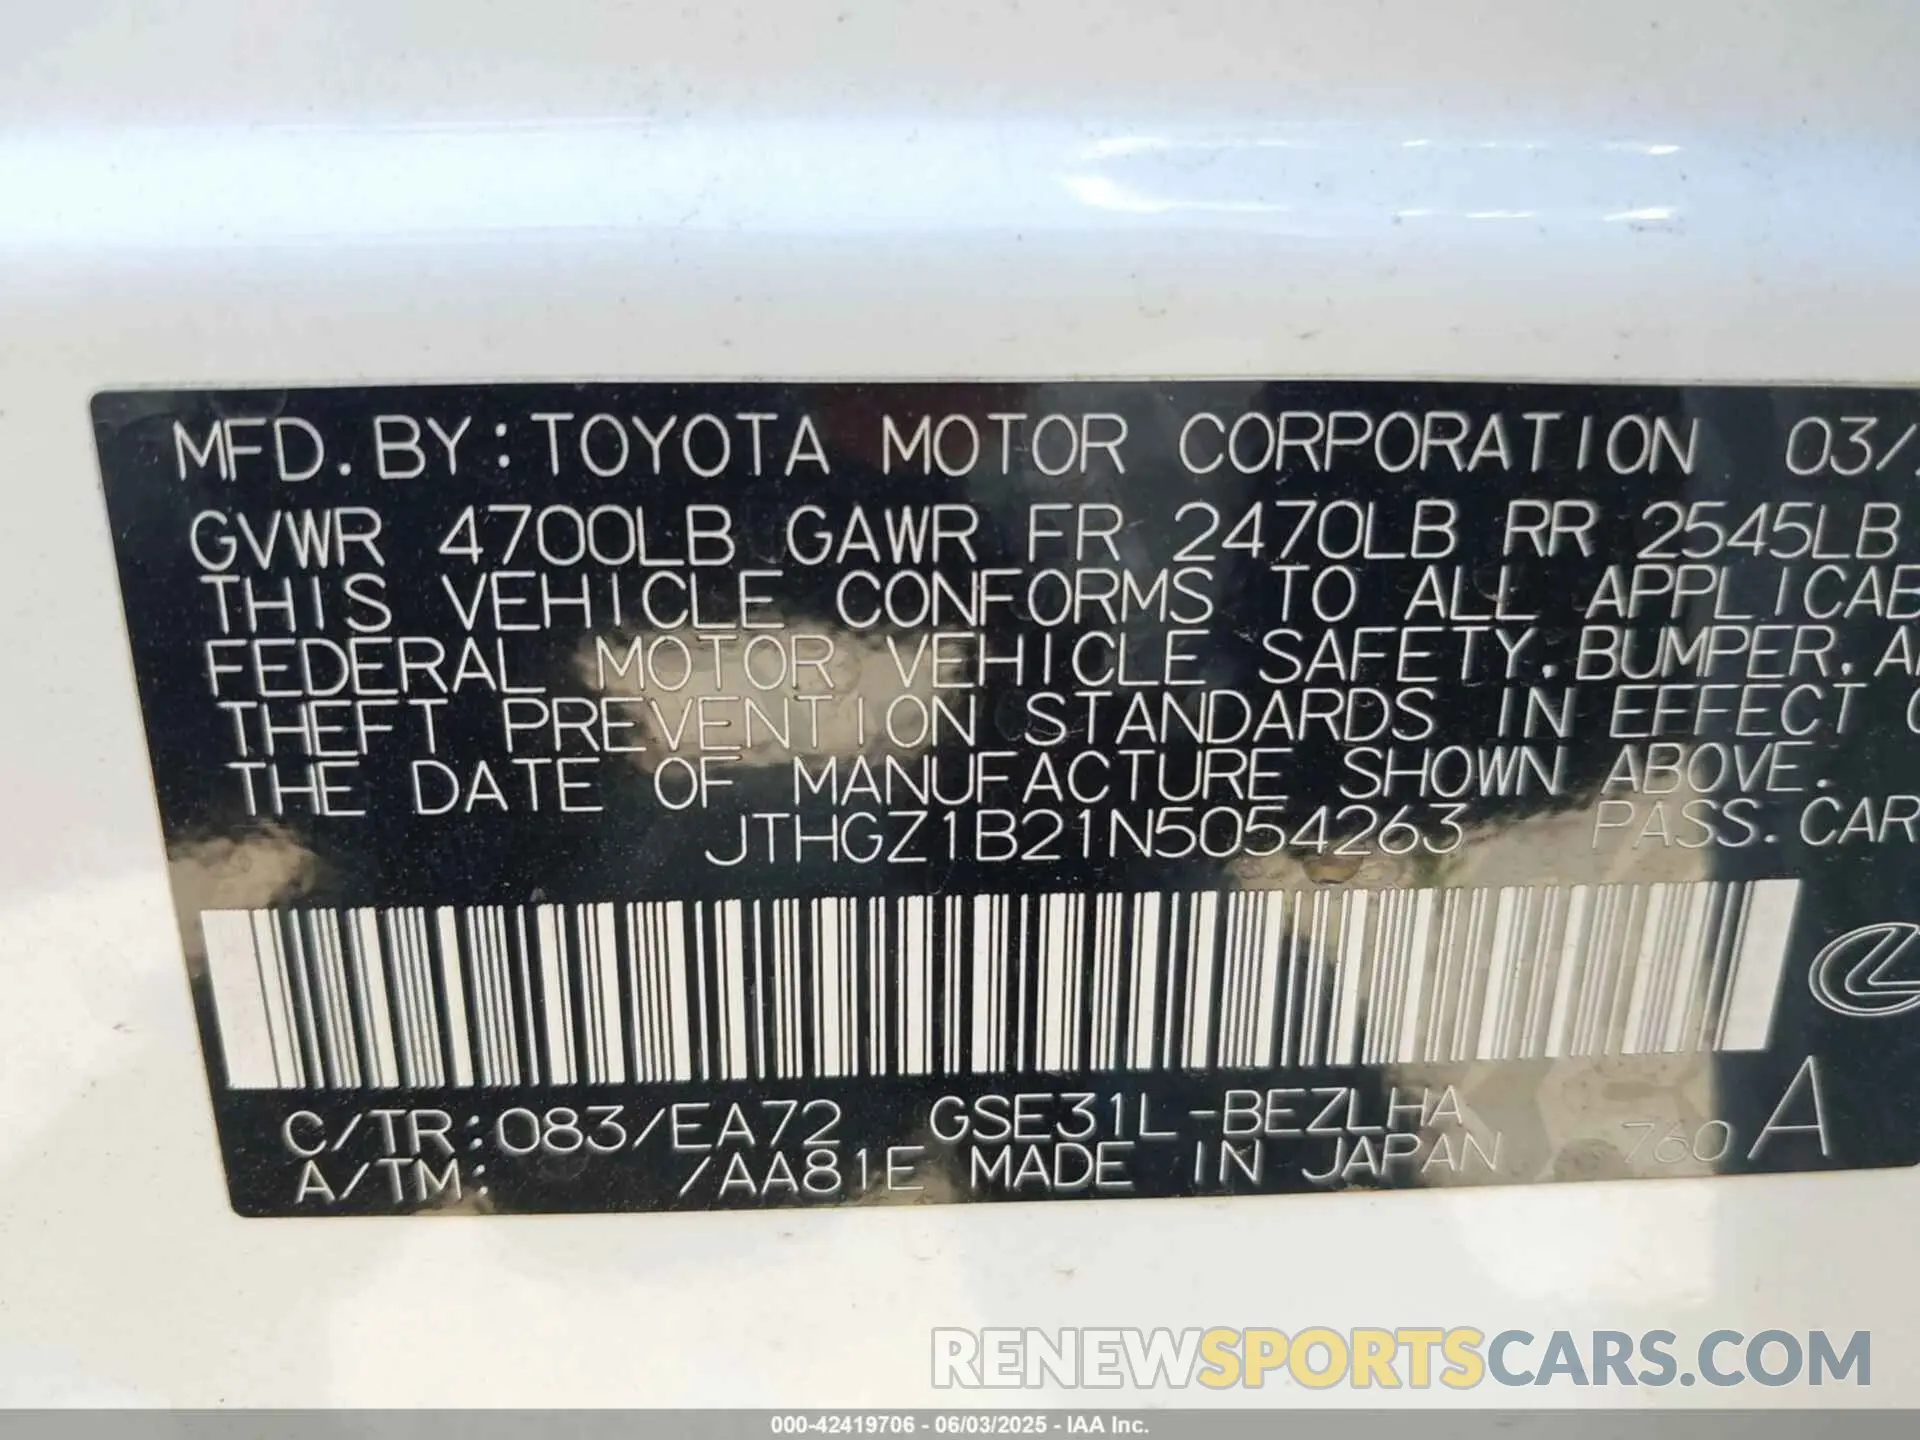 MFD. BY: TOYOTA MOTOR CORPORATION 03/
GVWR 4700LB GAWR FR 2470LB RR 2545LB
THIS VEHICLE CONFORMS TO ALL APPLICAB
FEDERAL MOTOR VEHICLE SAFETY, BUMPER, AN
THEFT PREVENTION STANDARDS IN EFFECT O
THE DATE OF MANUFACTURE SHOWN ABOVE.
JTHGZ1B21N5054263 PASS. CAR
C/TR: 083/EA72 GSE31L-BEZLHA
A/TM: /AA81E MADE IN JAPAN 760 A
RENEWSPORTSCARS.COM
000-42419706 - 06/03/2025 - IAA Inc.